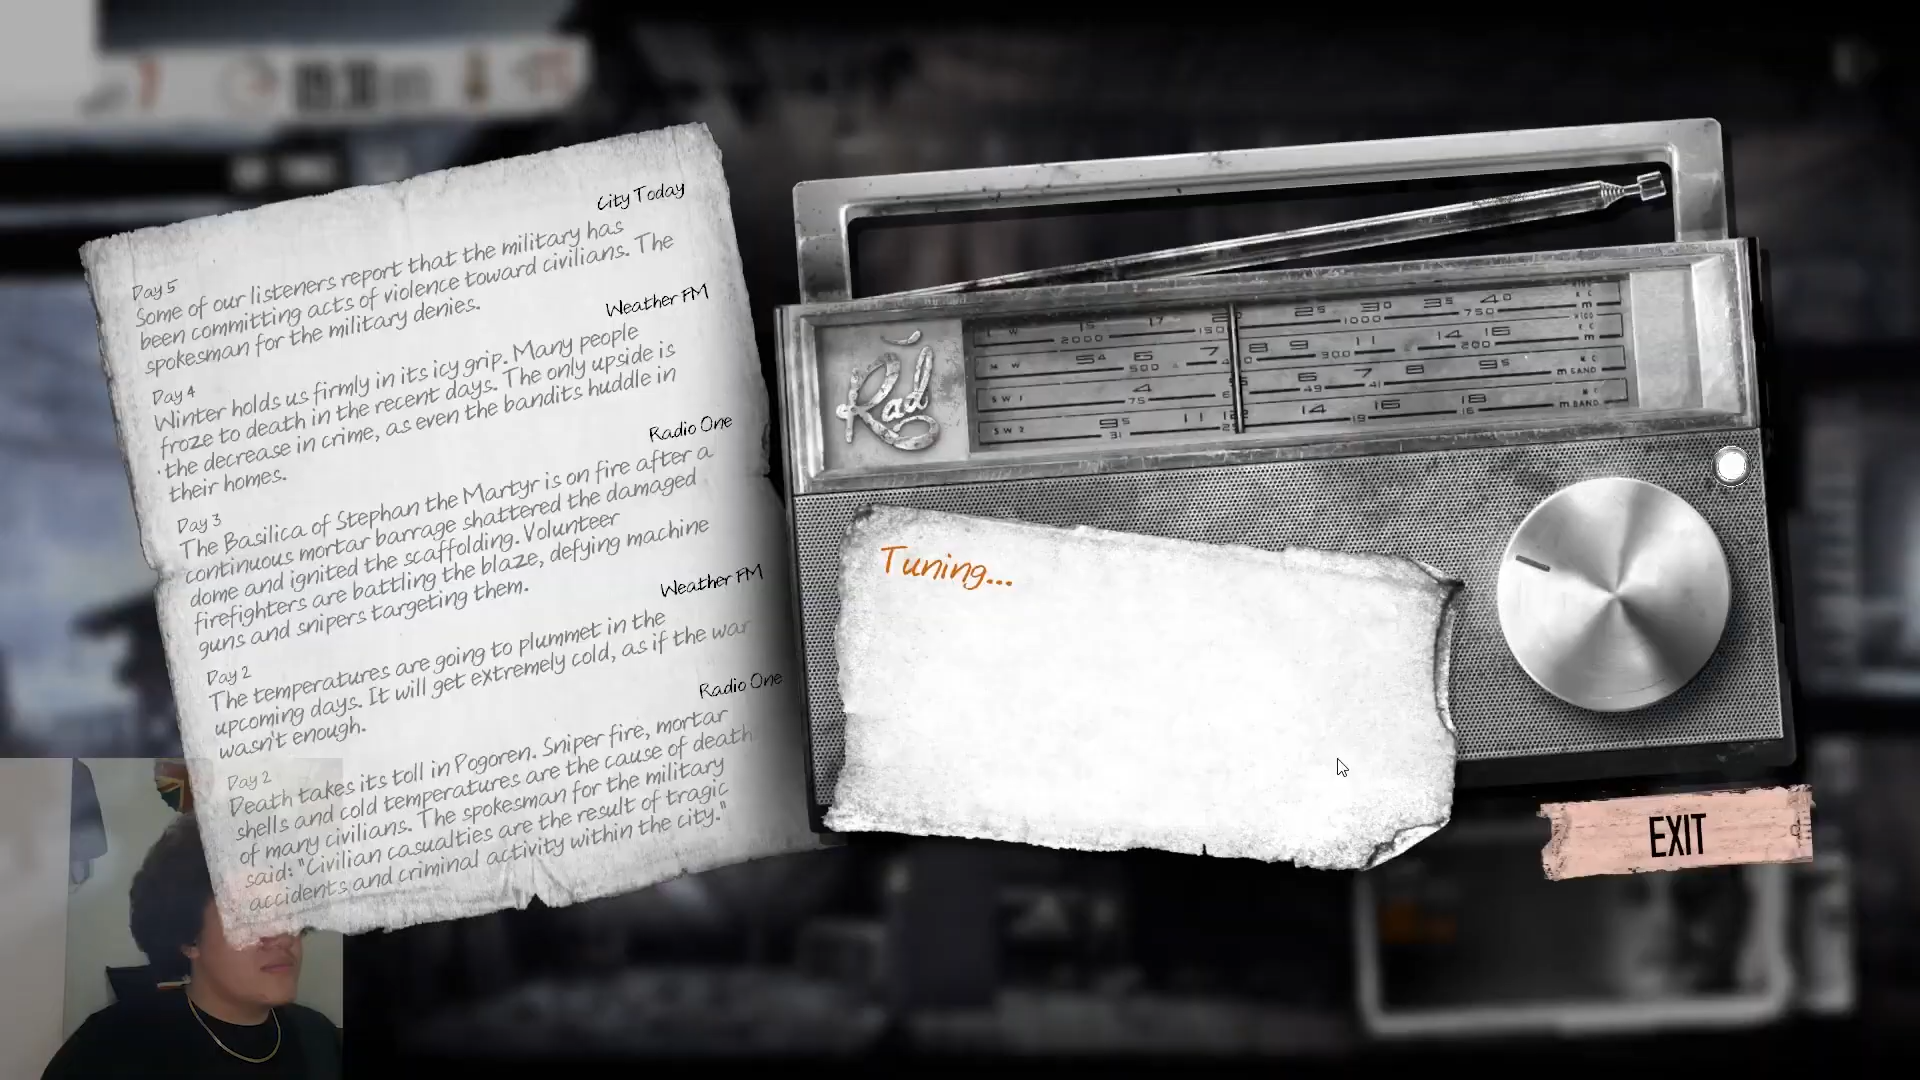 City Today
Day 5
Some of our listeners report that the military has
been committing acts of violence toward civilians. The
spokesman for the military denies.
Weather FM
Day 4
Winter holds us firmly in its icy grip. Many people
froze to death in the recent days. The only upside is
the decrease in crime, as even the bandits huddle in
their homes.
Radio One
Day 3
The Basilica of Stephan the Martyr is on fire after a
continuous mortar barrage shattered the damaged
dome and ignited the scaffolding. Volunteer
firefighters are battling the blaze, defying machine
guns and snipers targeting them.
Weather FM
Day 2
The temperatures are going to plummet in the
upcoming days. It will get extremely cold, as if the war
wasn't enough.
Radio One
Day 2
Death takes its toll in Pogoren. Sniper fire, mortar
shells and cold temperatures are the cause of death
of many civilians. The spokesman for the military
said: "Civilian casualties are the result of tragic
accidents and criminal activity within the city."
Rad
Tuning...
EXIT